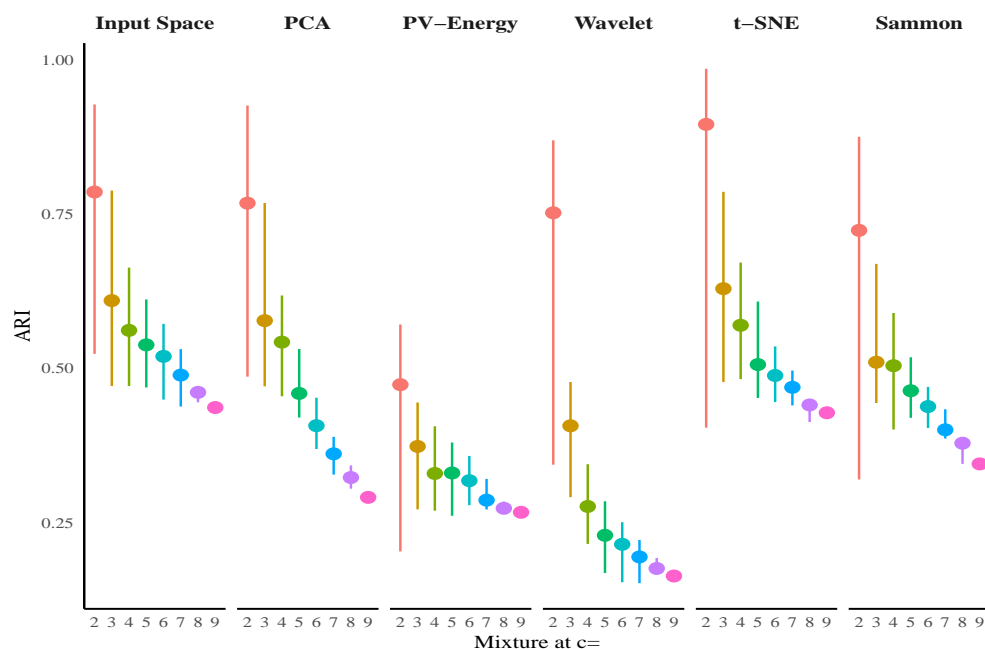 Input Space PCA PV−Energy Wavelet t−SNE Sammon
1.00
0.75
0.50
0.25
ARI
2 3 4 5 6 7 8 9 2 3 4 5 6 7 8 9 2 3 4 5 6 7 8 9 2 3 4 5 6 7 8 9 2 3 4 5 6 7 8 9 2 3 4 5 6 7 8 9
Mixture at c=